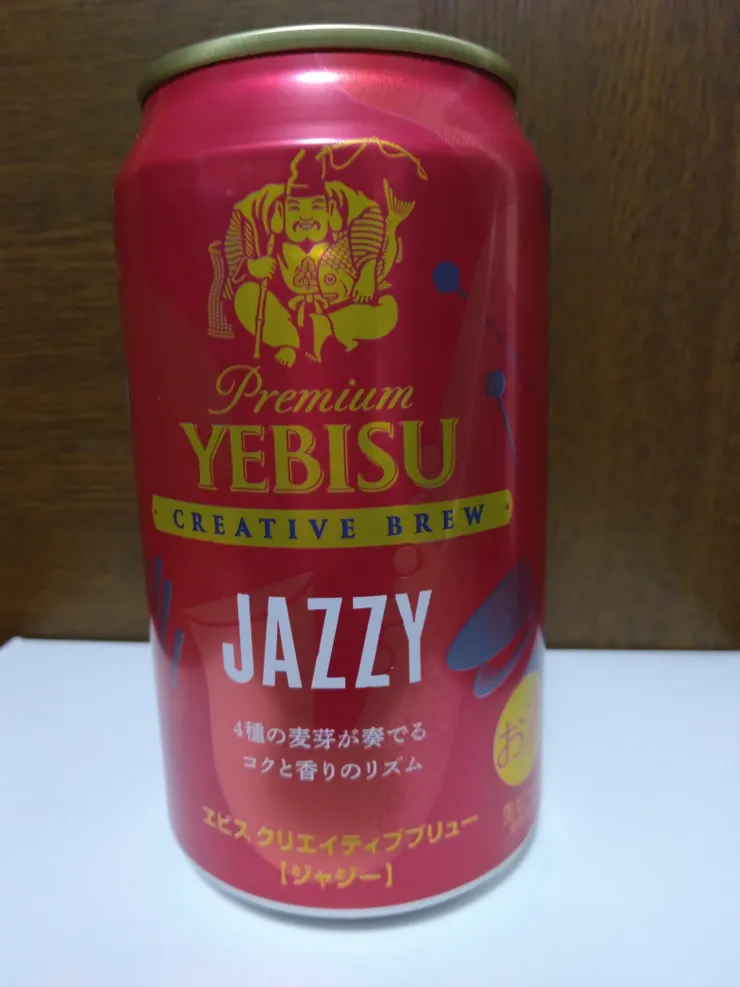 Premium
YEBISU
CREATIVE BREW
JAZZY
4種の麦芽が奏でる
コクと香りのリズム
お
ヱビス クリエイティブブリュー
【ジャジー】